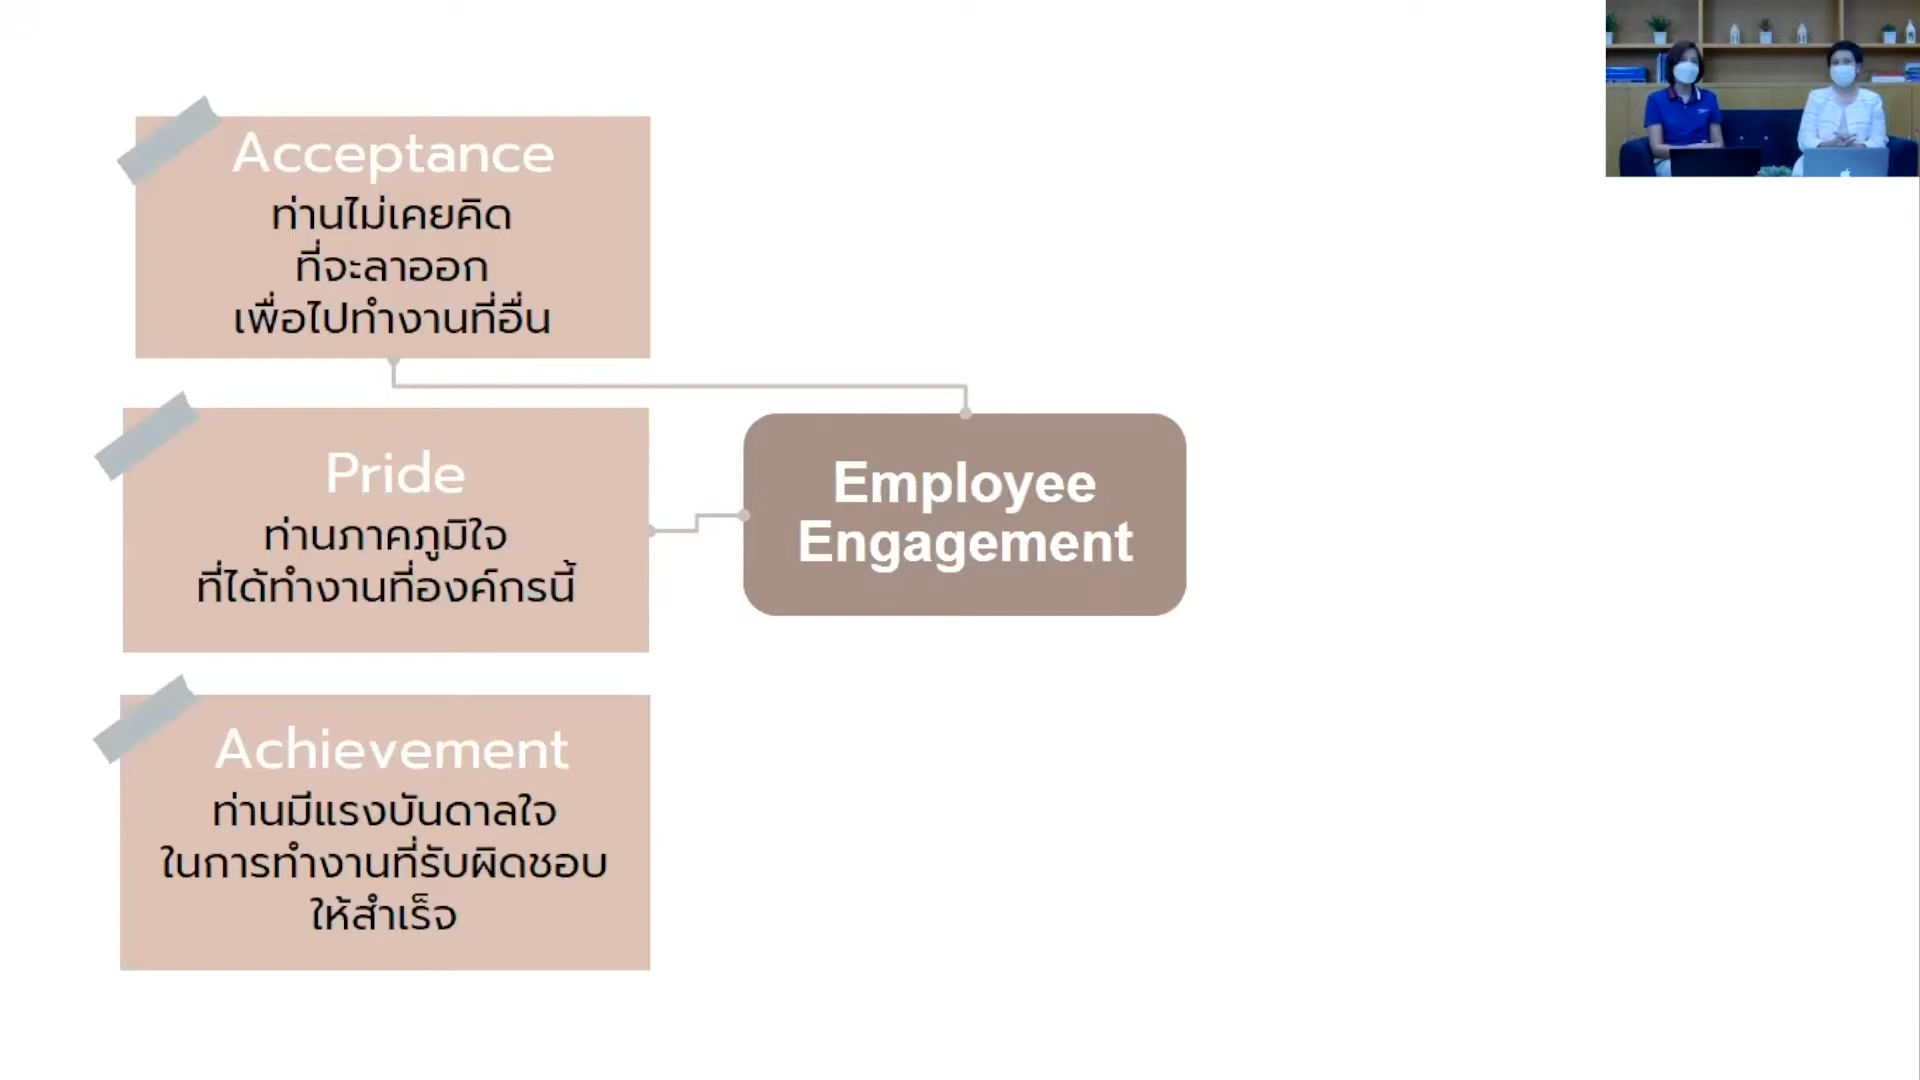 Acceptance
ท่านไม่เคยคิด
ที่จะลาออก
เพื่อไปทำงานที่อื่น
Pride
ท่านภาคภูมิใจ
ที่ได้ทำงานที่องค์กรนี้
Achievement
ท่านมีแรงบันดาลใจ
ในการทำงานที่รับผิดชอบ
ให้สำเร็จ
Employee
Engagement